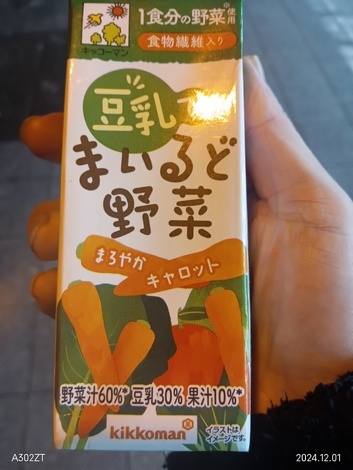 1食分の野菜※使用
食物繊維入り
キッコーマン
豆乳で
まいるど
野菜
まろやか
キャロット
野菜汁60%* 豆乳30% 果汁10%*
kikkoman
イラストは
イメージです。
A302ZT
2024.12.01